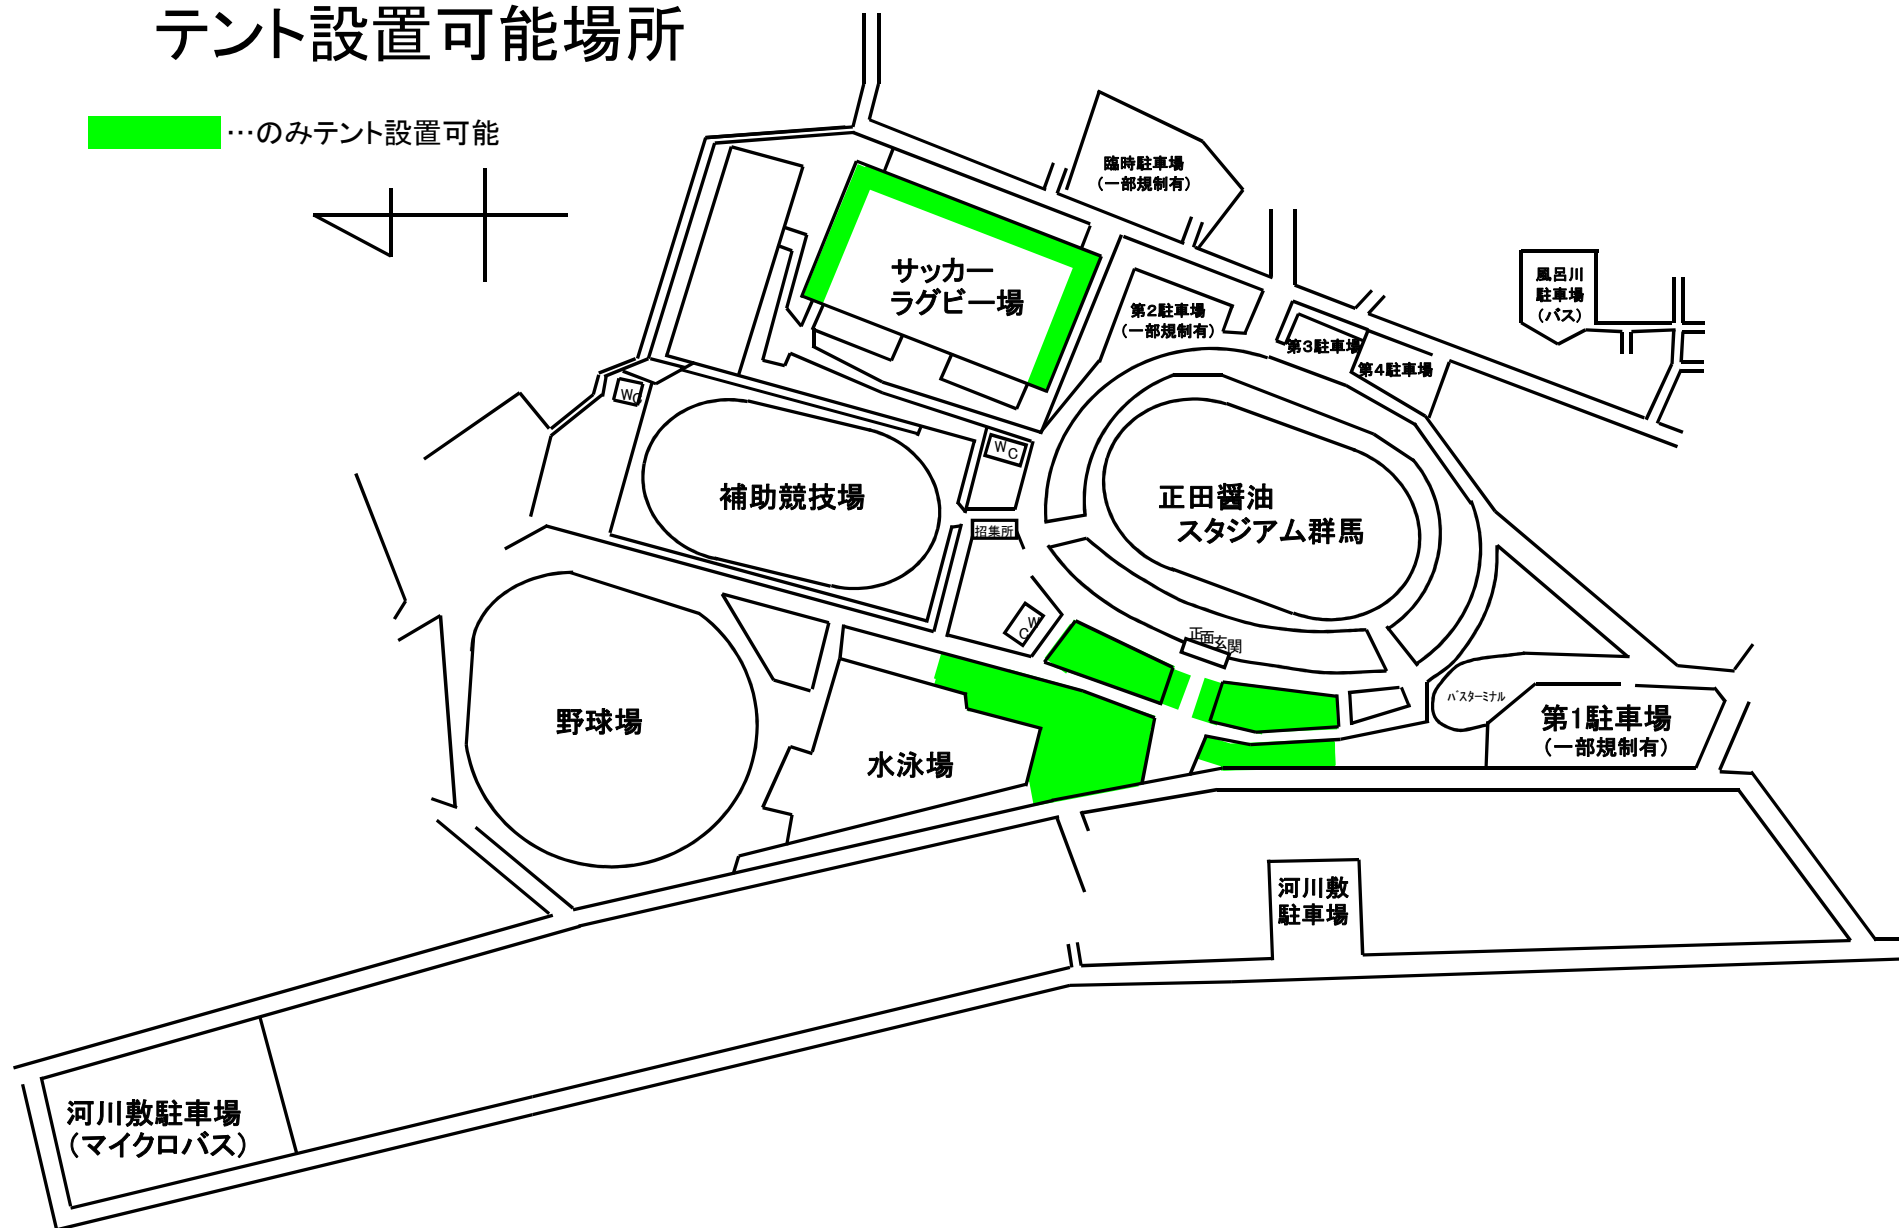 テント設置可能場所
…のみテント設置可能
臨時駐車場
(一部規制有)
サッカー
ラグビー場
風呂川
駐車場
(バス)
第2駐車場
(一部規制有)
第3駐車場
第4駐車場
WC
WC
補助競技場
正田醤油
スタジアム群馬
招集所
WC
正面玄関
バスターミナル
野球場
水泳場
第1駐車場
(一部規制有)
河川敷
駐車場
河川敷駐車場
(マイクロバス)